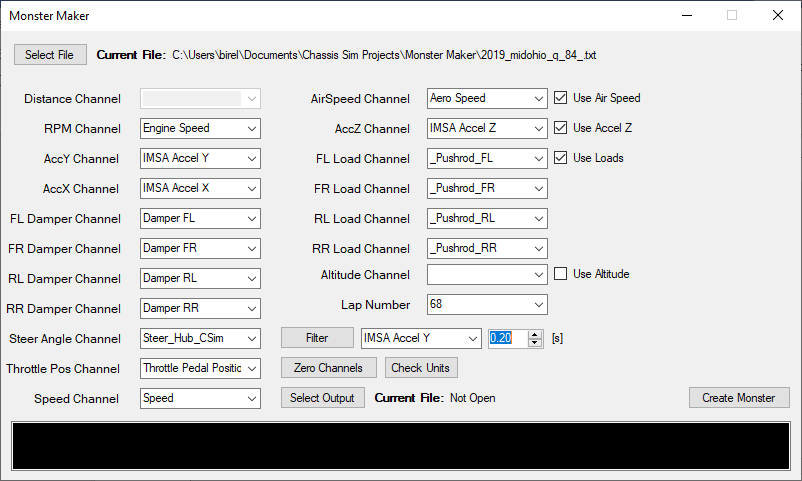 Monster Maker
Select File Current File: C:\Users\birel\Documents\Chassis Sim Projects\Monster Maker\2019_midohio_q_84_.txt
Distance Channel AirSpeed Channel Aero Speed Use Air Speed
RPM Channel Engine Speed AccZ Channel IMSA Accel Z Use Accel Z
AccY Channel IMSA Accel Y FL Load Channel _Pushrod_FL Use Loads
AccX Channel IMSA Accel X FR Load Channel _Pushrod_FR
FL Damper Channel Damper FL RL Load Channel _Pushrod_RL
FR Damper Channel Damper FR RR Load Channel _Pushrod_RR
RL Damper Channel Damper RL Altitude Channel Use Altitude
RR Damper Channel Damper RR Lap Number 68
Steer Angle Channel Steer_Hub_CSim Filter IMSA Accel Y 0.20 [s]
Throttle Pos Channel Throttle Pedal Positic Zero Channels Check Units
Speed Channel Speed Select Output Current File: Not Open Create Monster